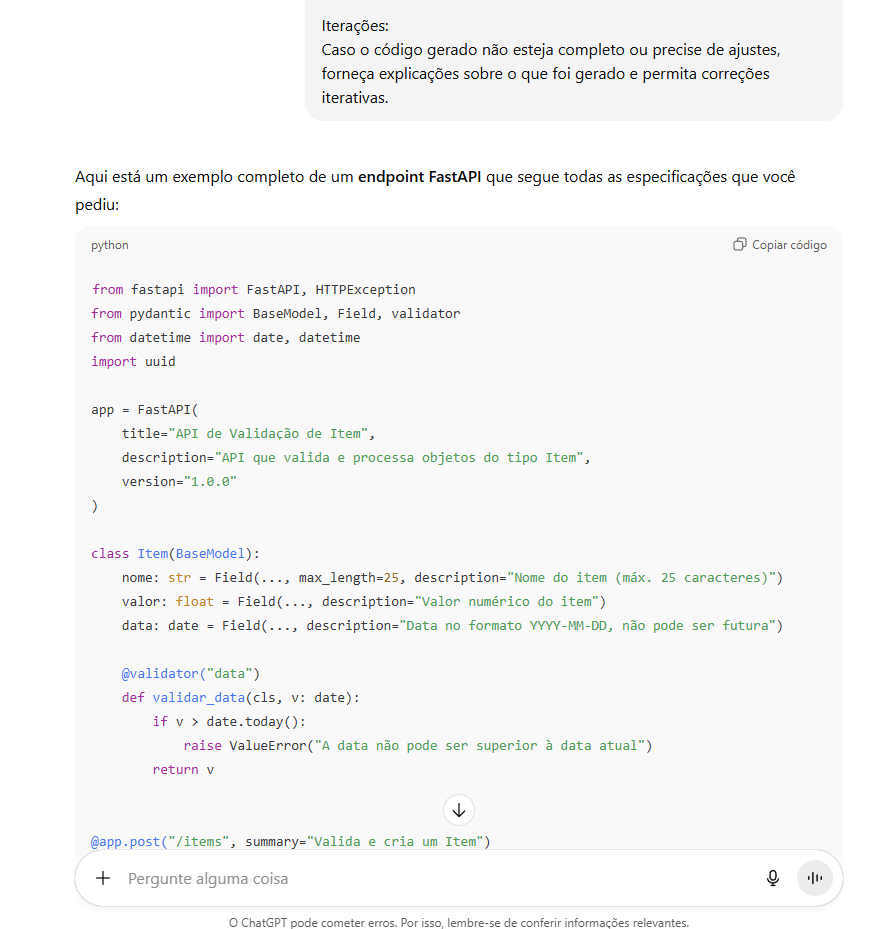 Iterações:
Caso o código gerado não esteja completo ou precise de ajustes,
forneça explicações sobre o que foi gerado e permita correções
iterativas.
Aqui está um exemplo completo de um endpoint FastAPI que segue todas as especificações que você
pediu:
python
Copiar código
from fastapi import FastAPI, HTTPException
from pydantic import BaseModel, Field, validator
from datetime import date, datetime
import uuid
app = FastAPI(
    title="API de Validação de Item",
    description="API que valida e processa objetos do tipo Item",
    version="1.0.0"
)
class Item(BaseModel):
    nome: str = Field(..., max_length=25, description="Nome do item (máx. 25 caracteres)")
    valor: float = Field(..., description="Valor numérico do item")
    data: date = Field(..., description="Data no formato YYYY-MM-DD, não pode ser futura")
    @validator("data")
    def validar_data(cls, v: date):
        if v > date.today():
            raise ValueError("A data não pode ser superior à data atual")
        return v
@app.post("/items", summary="Valida e cria um Item")
Pergunte alguma coisa
O ChatGPT pode cometer erros. Por isso, lembre-se de conferir informações relevantes.